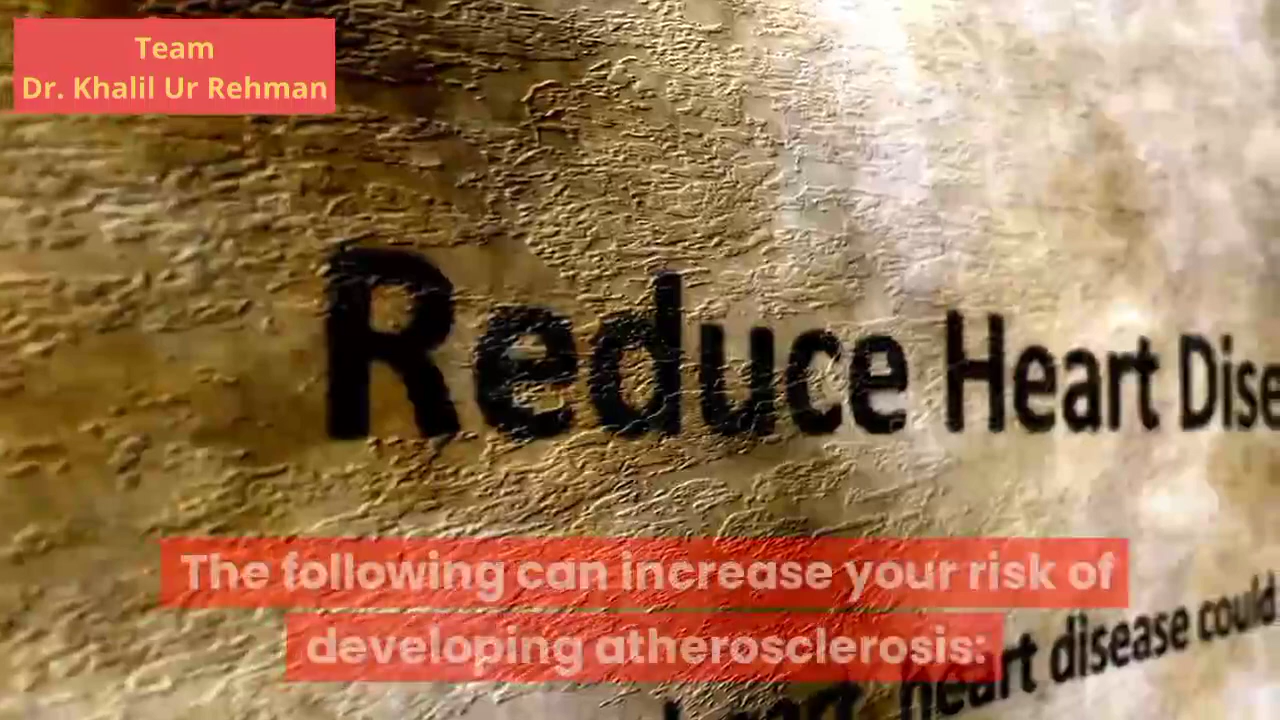 Team
Dr. Khalil Ur Rehman
Reduce Heart Dise
The following can increase your risk of
developing atherosclerosis:
heart disease could